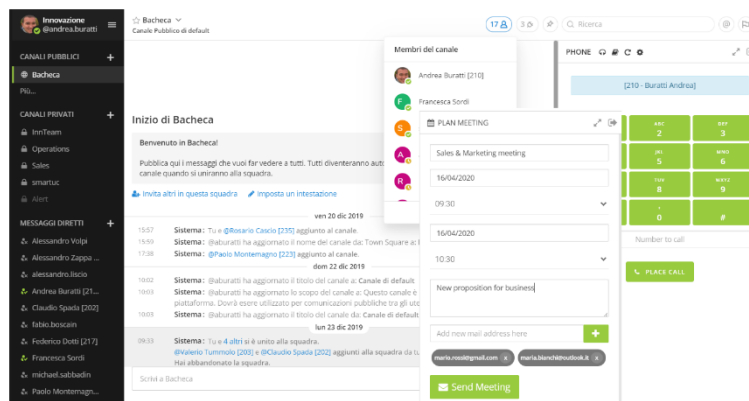 Innovazione
@andrea.buratti
CANALI PUBBLICI
+
Bacheca
Più...
CANALI PRIVATI
+
InnTeam
Operations
Sales
smartuc
Alert
MESSAGGI DIRETTI
+
Alessandro Volpi
Alessandro Zappa ...
alessandro.liscio
Andrea Buratti [21...
Claudio Spada [202]
fabio.boscain
Federico Dotti [217]
Francesca Sordi
michael.sabbadin
Paolo Montemagn...
Bacheca
Canale Pubblico di default
17
3
Ricerca
@
Inizio di Bacheca
Benvenuto in Bacheca!
Pubblica qui i messaggi che vuoi far vedere a tutti. Tutti diventeranno
canale quando si uniranno alla squadra.
Invita altri in questa squadra
Imposta un intestazione
ven 20 dic 2019
15:57 Sistema: Tu e @Rosario Cascio [235] aggiunto al canale.
15:59 Sistema: @aburatti ha aggiornato il nome del canale da: Town Square a:
17:38 Sistema: @Paolo Montemagno [223] aggiunto al canale.
dom 22 dic 2019
10:02 Sistema: @aburatti ha aggiornato il titolo del canale a: Canale di default
10:03 Sistema: @aburatti ha aggiornato lo scopo del canale a: Questo canale è
piattaforma. Dovrà essere utilizzato per comunicazioni pubbliche tra gli
10:03 Sistema: @aburatti ha aggiornato il titolo del canale da: Canale di default
lun 23 dic 2019
09:33 Sistema: Tu e 4 altri si è unito alla squadra.
@Valerio Tummolo [203] e @Claudio Spada [202] aggiunti alla squadra da
Hai abbandonato la squadra.
Scrivi a Bacheca
Membri del canale
Andrea Buratti [210]
F
Francesca Sordi
S
A
R
PLAN MEETING
Sales & Marketing meeting
16/04/2020
09:30
16/04/2020
10:30
New proposition for business
Add new mail address here
+
mario.rossi@gmail.com x
maria.bianchi@outlook.it x
Send Meeting
PHONE
[210 - Buratti Andrea]
ABC
2
DEF
3
JKL
5
MNO
6
TUV
8
WXYZ
9
+
0
#
Number to call
PLACE CALL